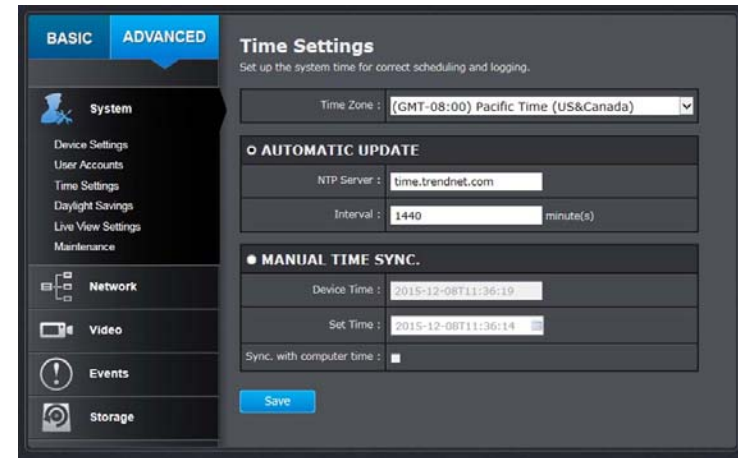 BASIC
ADVANCED
System
Device Settings
User Accounts
Time Settings
Daylight Savings
Live View Settings
Maintenance
Network
Video
Events
Storage
Time Settings
Set up the system time for correct scheduling and logging.
Time Zone : (GMT-08:00) Pacific Time (US&Canada)
AUTOMATIC UPDATE
NTP Server : time.trendnet.com
Interval : 1440 minute(s)
MANUAL TIME SYNC.
Device Time : 2015-12-08T11:36:19
Set Time : 2015-12-08T11:36:14
Sync. with computer time :
Save